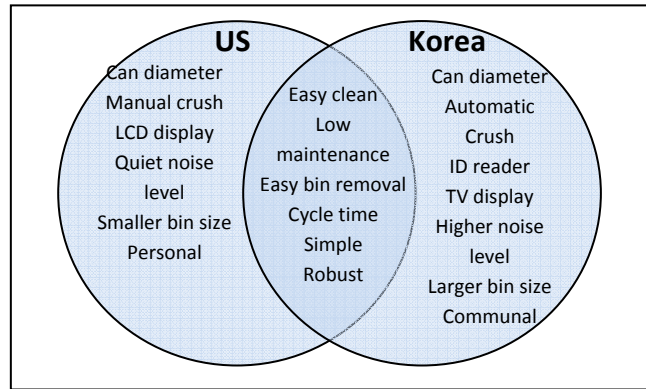 US
Can diameter
Manual crush
LCD display
Quiet noise
level
Smaller bin size
Personal
Easy clean
Low
maintenance
Easy bin removal
Cycle time
Simple
Robust
Korea
Can diameter
Automatic
Crush
ID reader
TV display
Higher noise
level
Larger bin size
Communal